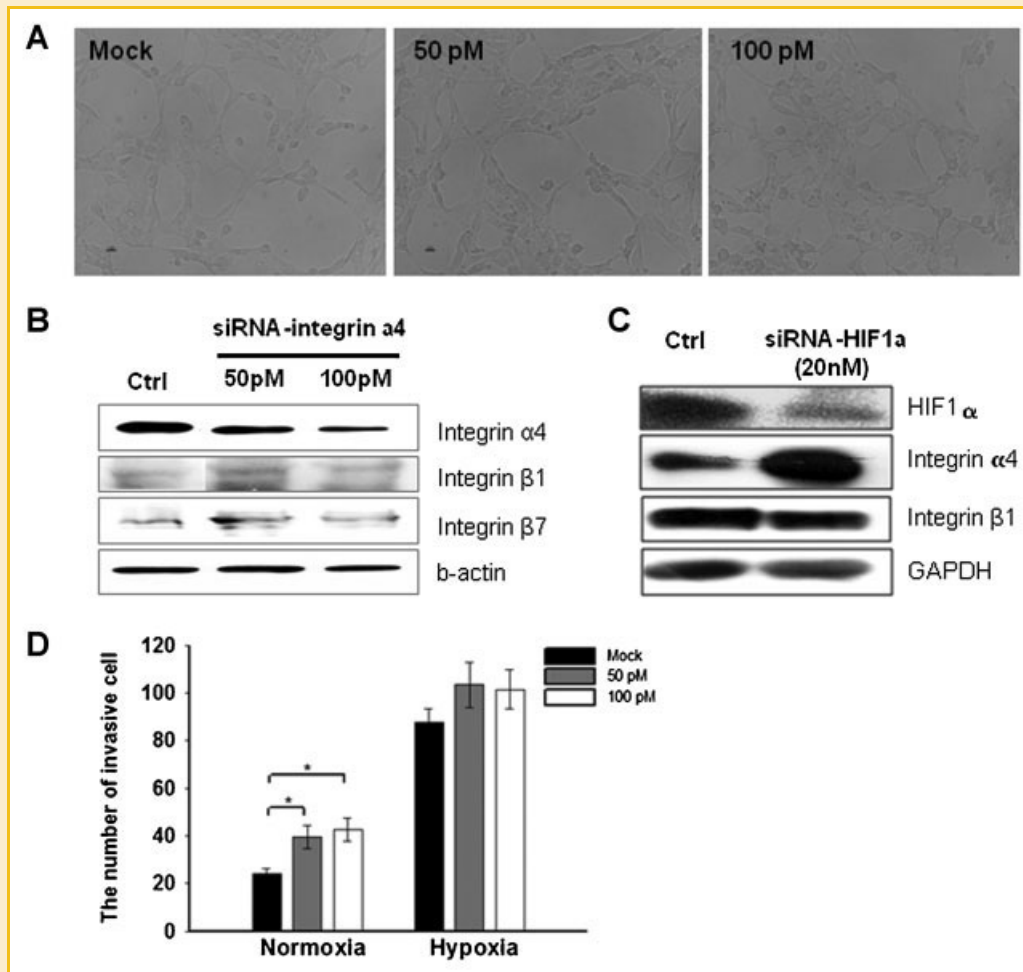 A
Mock
50 pM
100 pM
B
siRNA-integrin a4
Ctrl
50pM
100pM
Integrin α4
Integrin β1
Integrin β7
b-actin
C
Ctrl
siRNA-HIF1a
(20nM)
HIF1 α
Integrin α4
Integrin β1
GAPDH
D
The number of invasive cell
120
100
80
60
40
20
0
*
*
Mock
50 pM
100 pM
Normoxia
Hypoxia